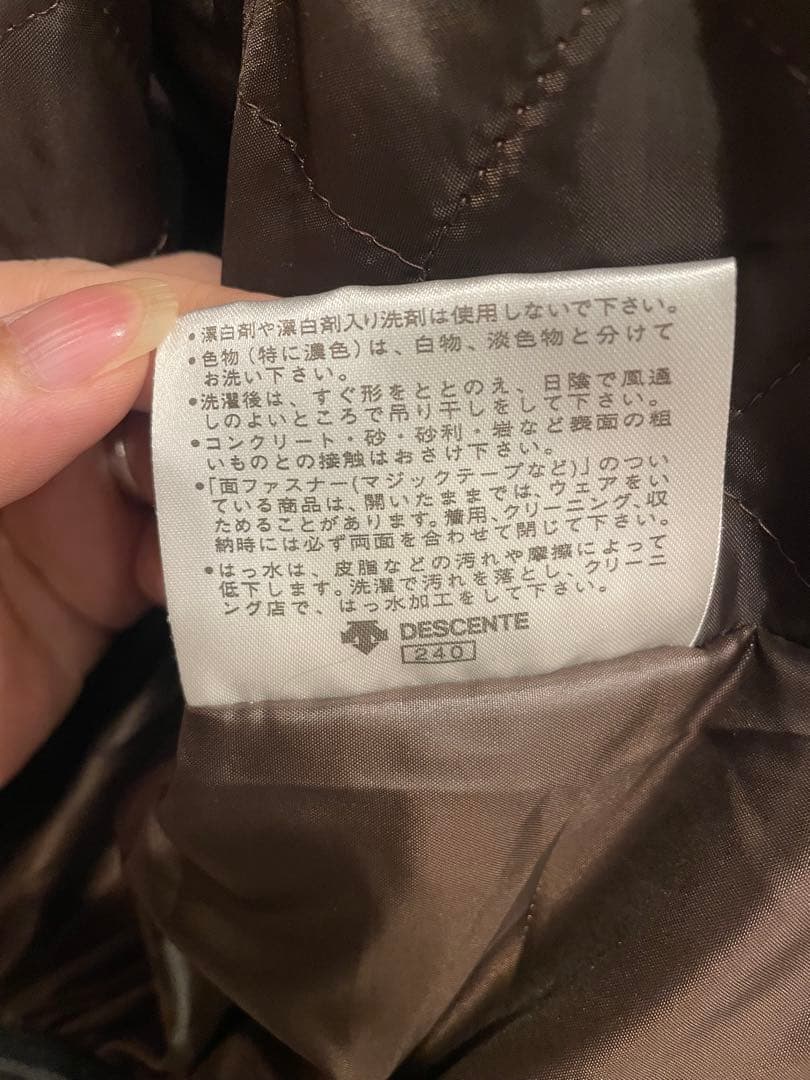 •漂白剤や漂白剤入り洗剤は使用しないで下さい。
•色物(特に濃色)は、白物、淡色物と分けて
お洗い下さい。
•洗濯後は、すぐ形をととのえ、日陰で風通
しのよいところで吊り干しをして下さい。
•コンクリート・砂・砂利・岩など表面の粗
いものとの接触はおさけ下さい。
•「面ファスナー(マジックテープなど)」のつい
ている商品は、開いたままでは、ウェアをい
ためることがあります。着用、クリーニング、収
納時には必ず両面を合わせて閉じて下さい。
•はっ水は、皮脂などの汚れや摩擦によって
低下します。洗濯で汚れを落とし、クリーニ
ング店で、はっ水加工をして下さい。
DESCENTE
240